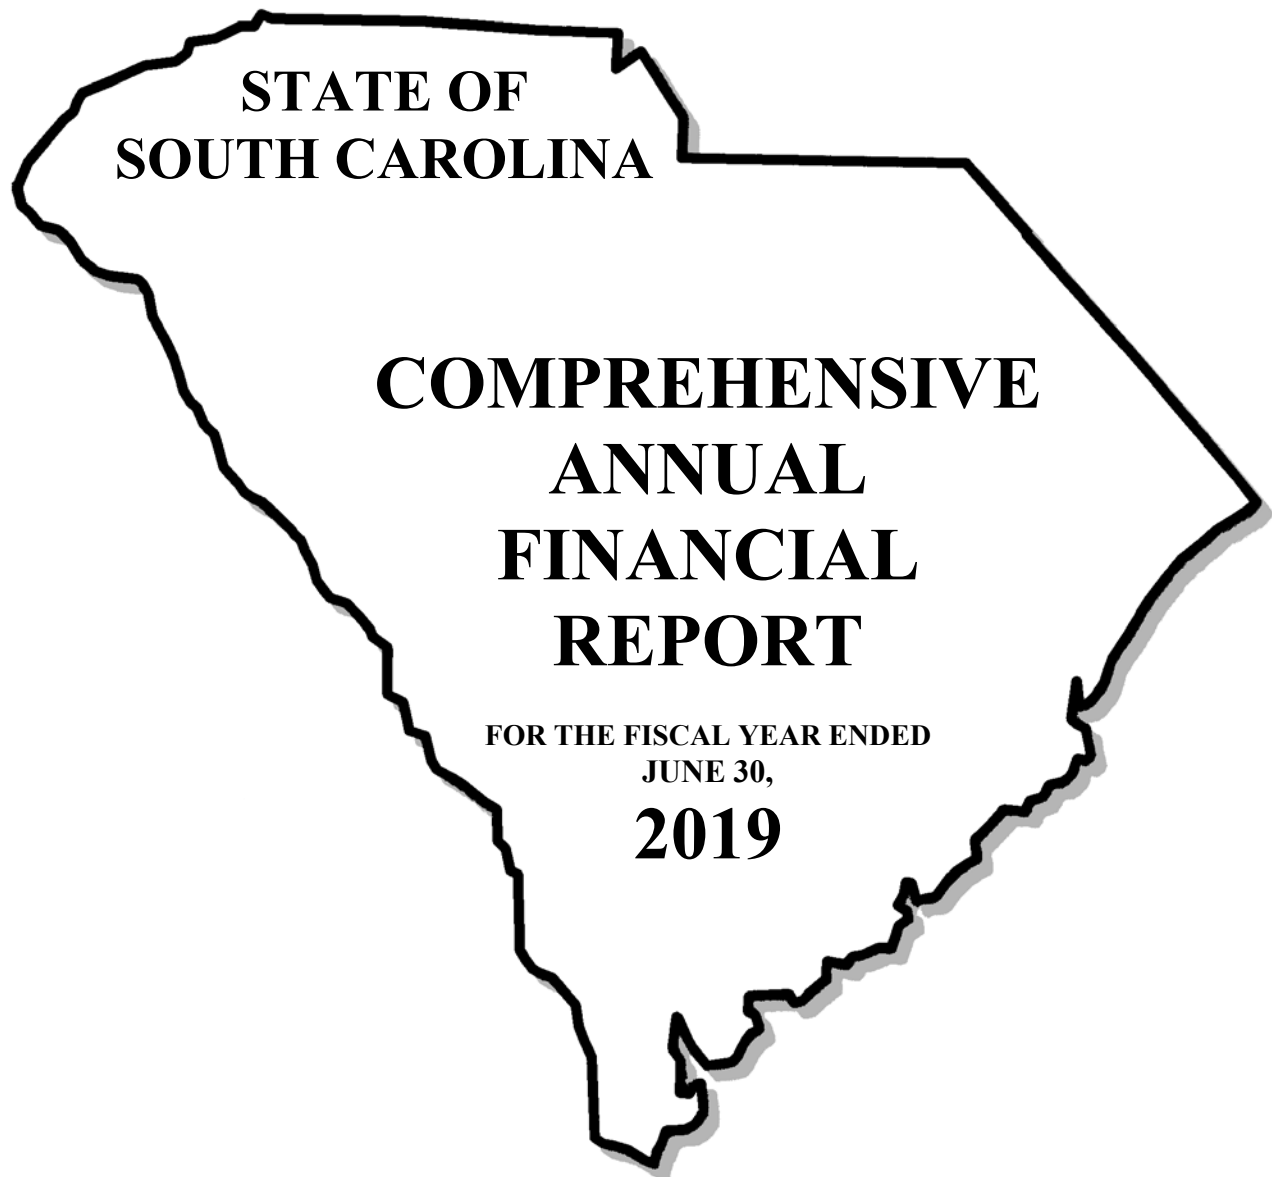 STATE OF
SOUTH CAROLINA
COMPREHENSIVE
ANNUAL
FINANCIAL
REPORT
FOR THE FISCAL YEAR ENDED
JUNE 30,
2019